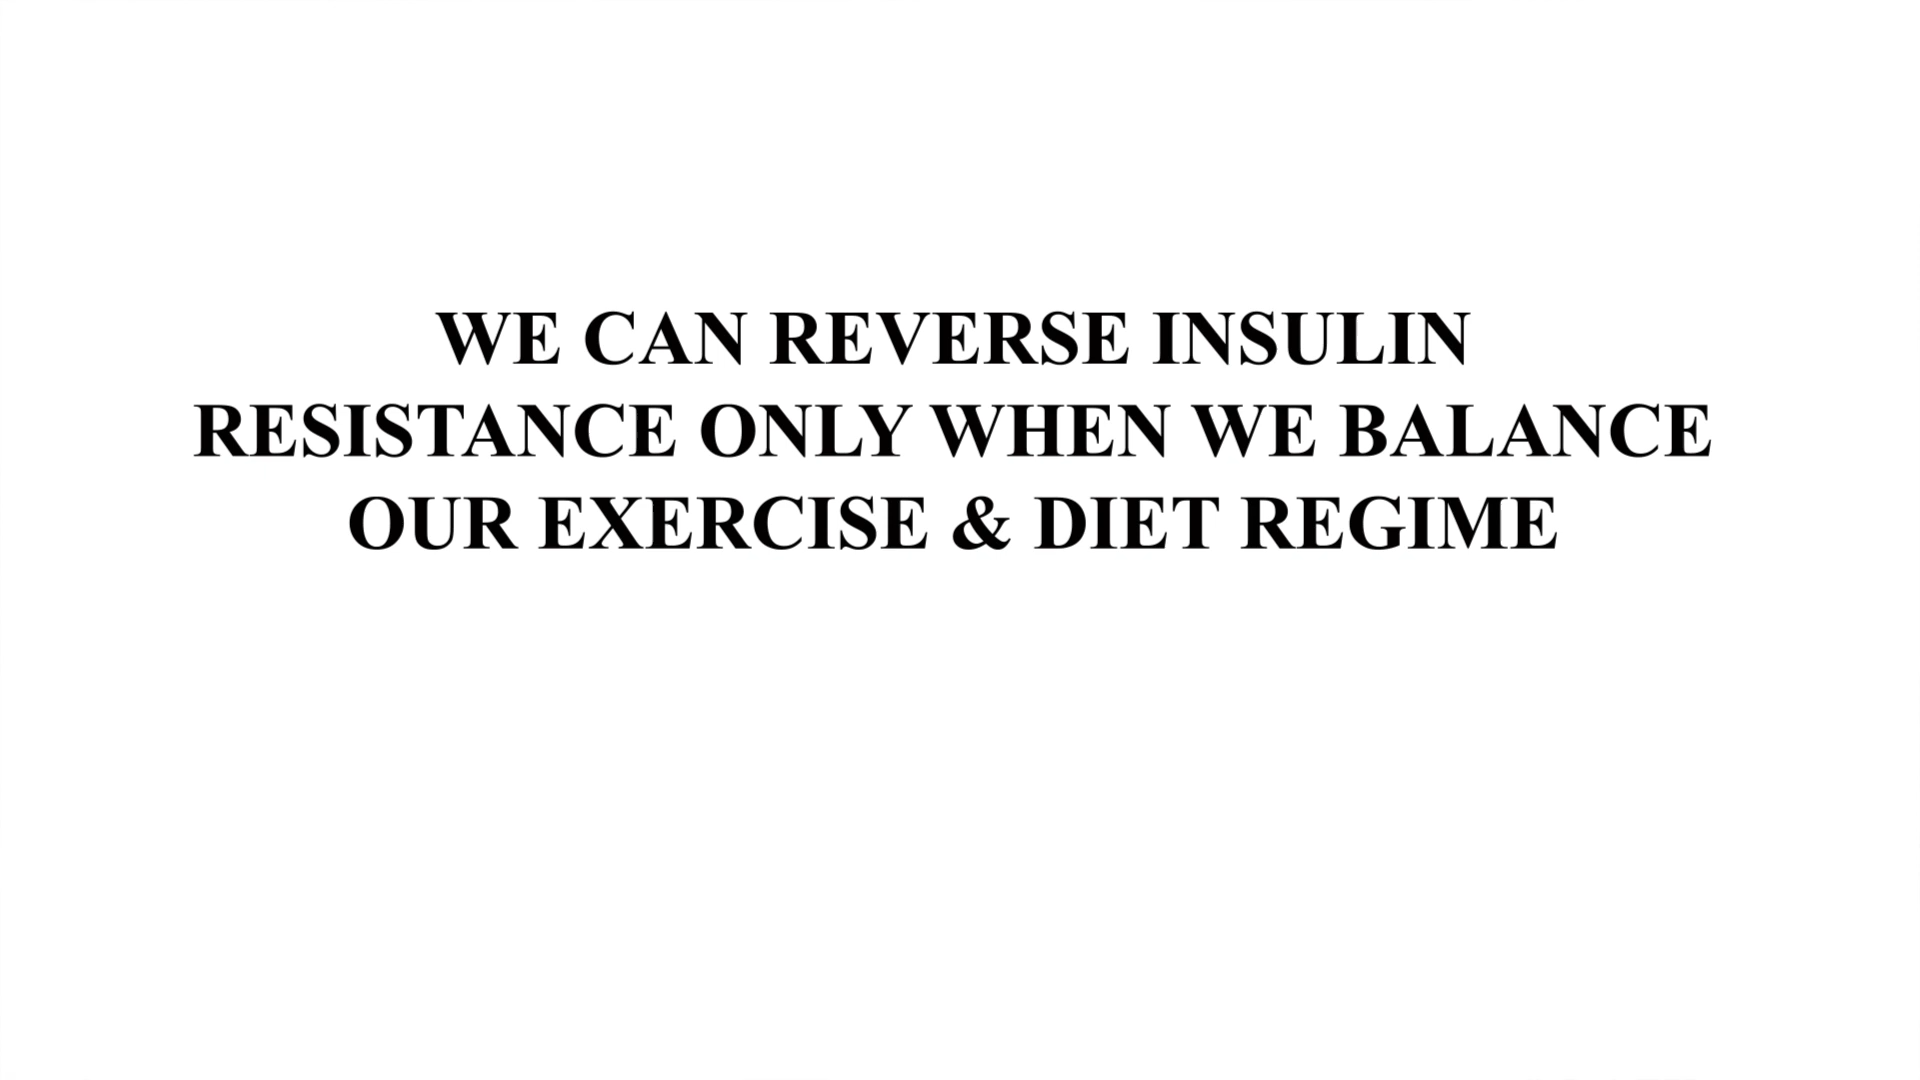 WE CAN REVERSE INSULIN
RESISTANCE ONLY WHEN WE BALANCE
OUR EXERCISE & DIET REGIME